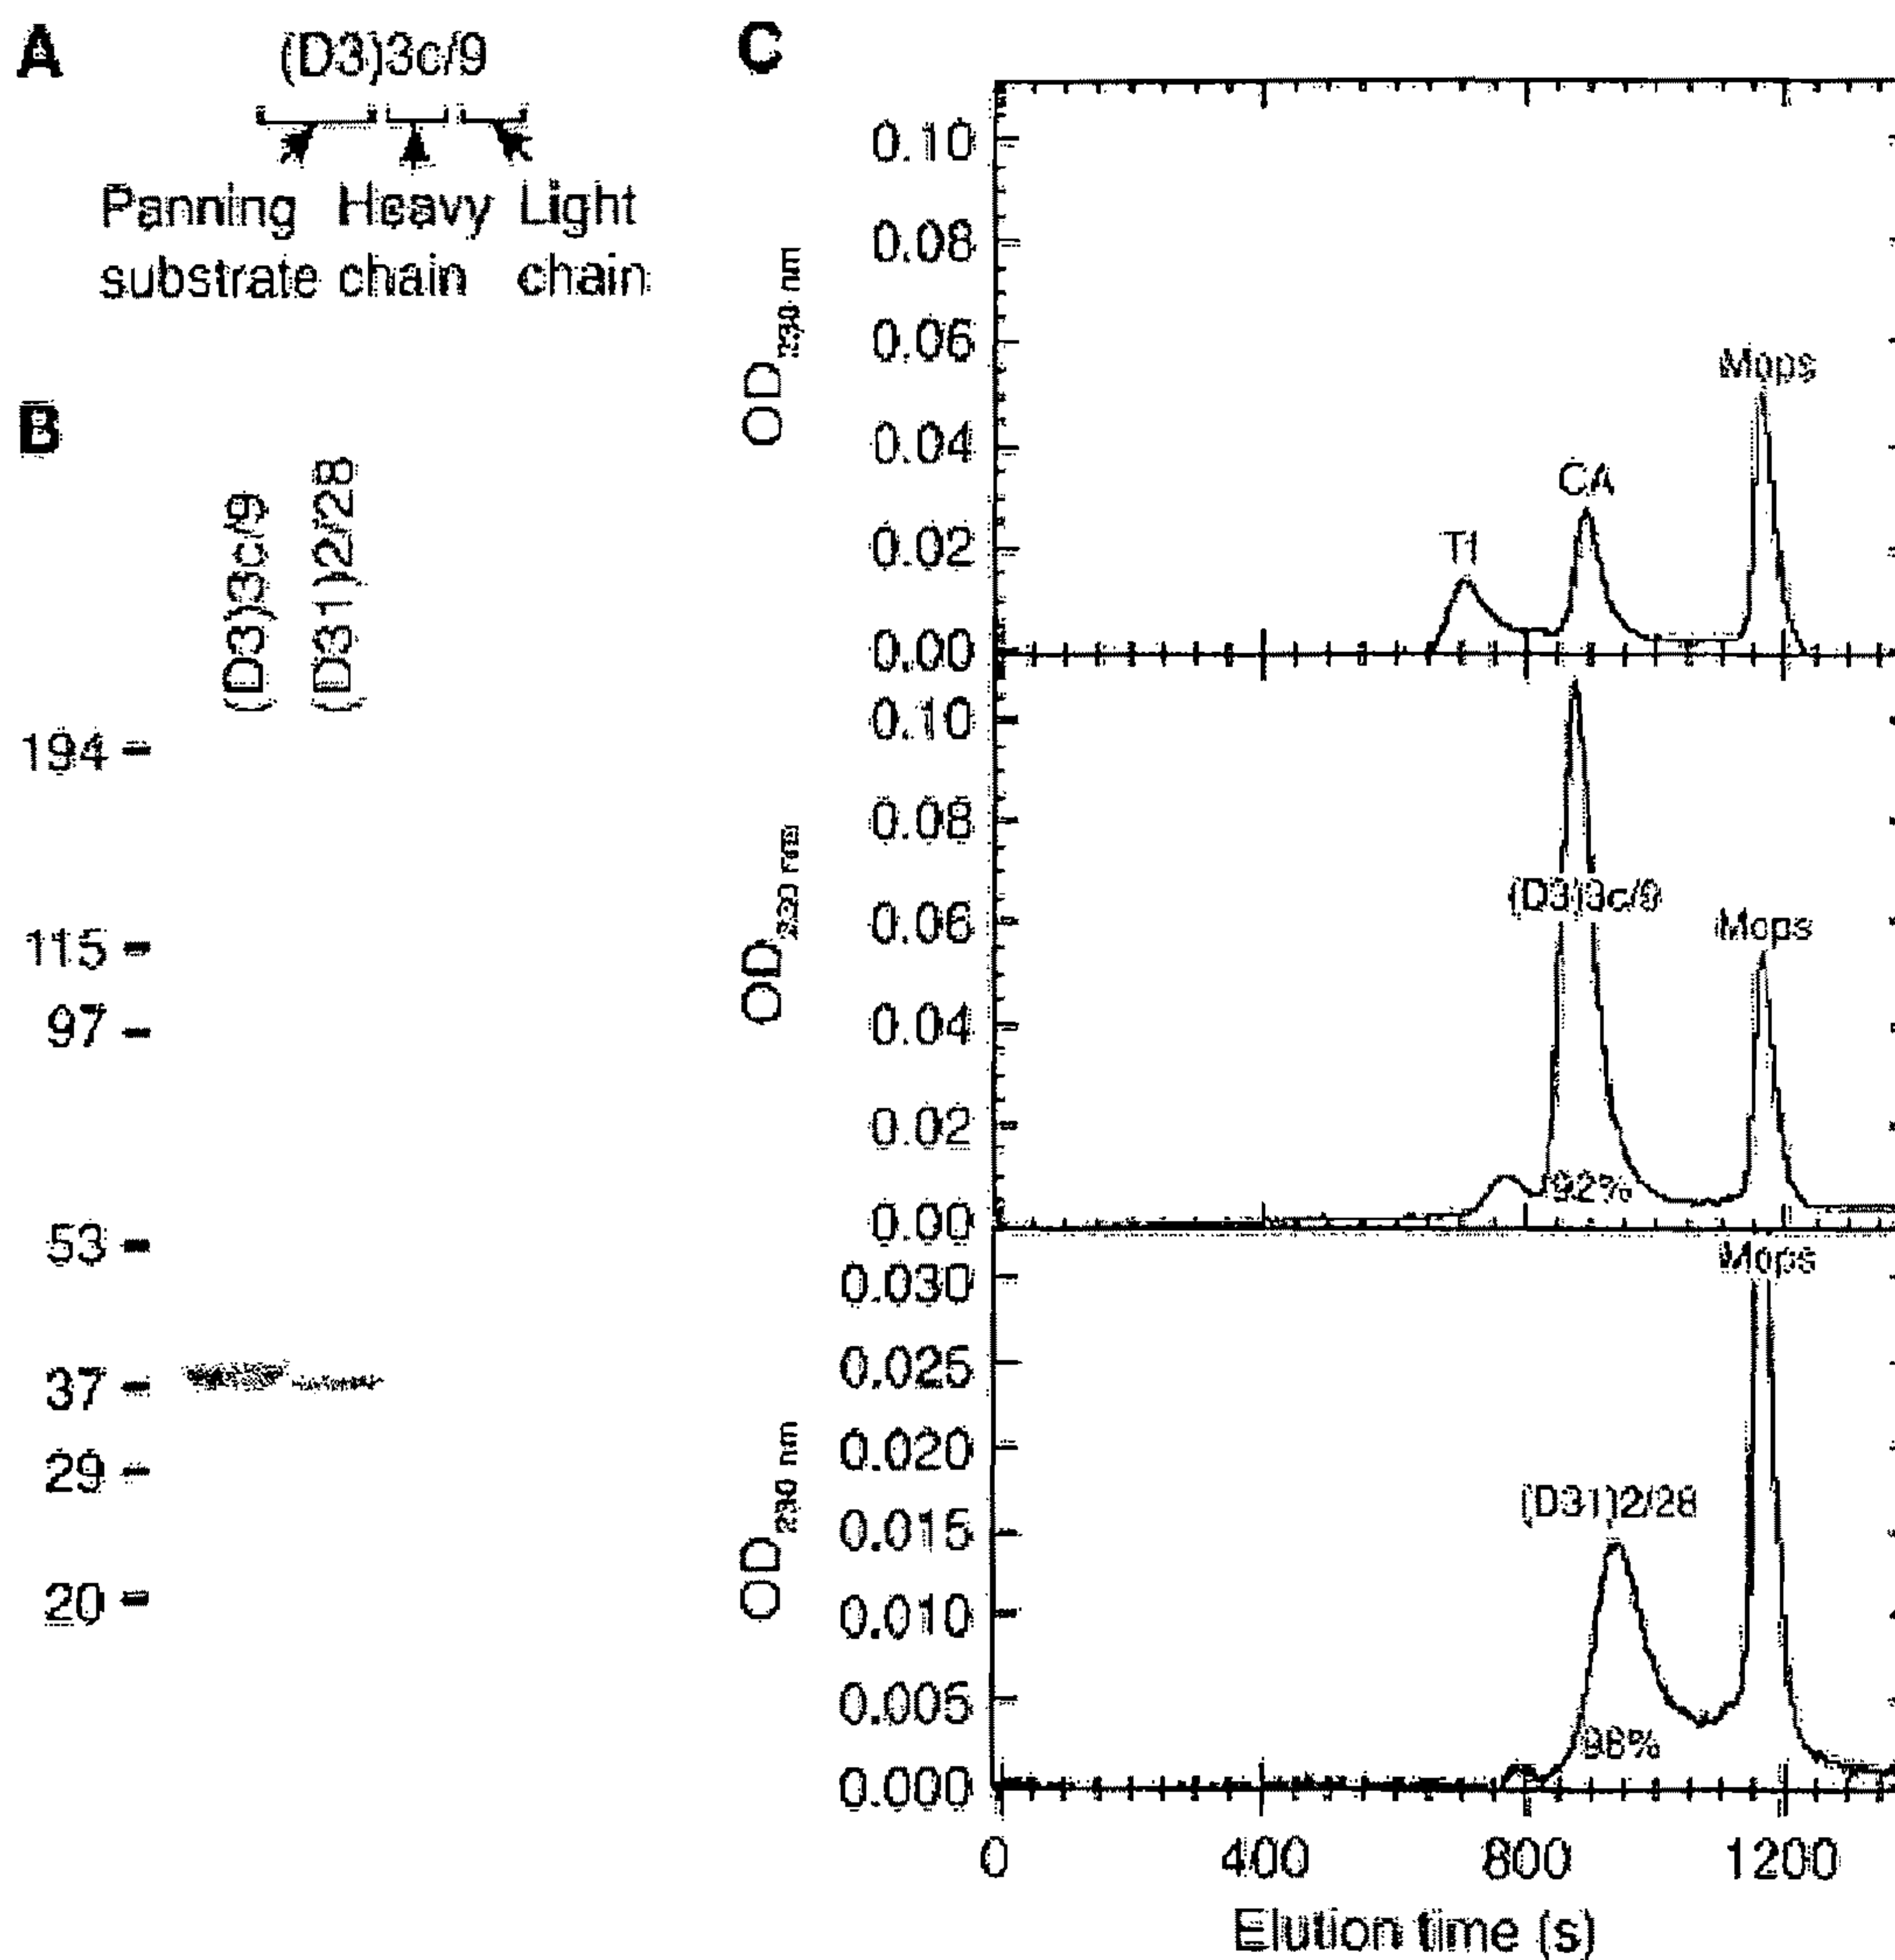 A
(D3)3c/9
Panning Heavy Light
substrate chain chain
B
(D3)3c/9
(D31)2/28
194
115
97
53
37
29
20
C
OD
0.10
0.08
0.06
0.04
0.02
0.00
T1
CA
Mops
OD
0.10
0.08
0.06
0.04
0.02
0.00
(D3)3c/9
Mops
92%
OD
0.030
0.025
0.020
0.015
0.010
0.005
0.000
(D31)2/28
Mops
0
400
800
1200
Elution time (s)